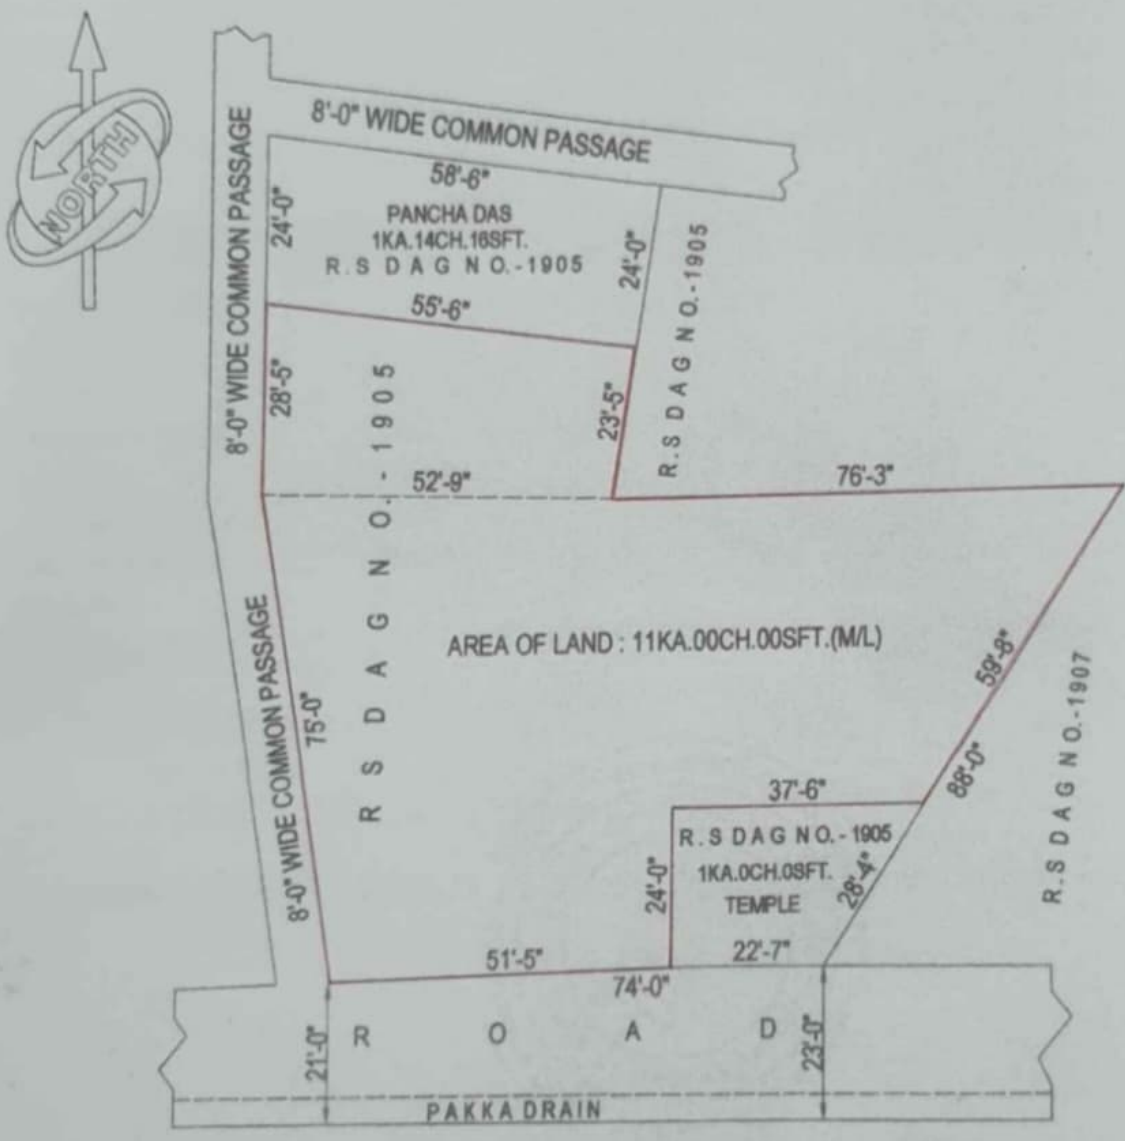 NORTH
8'-0" WIDE COMMON PASSAGE
8'-0" WIDE COMMON PASSAGE
58'-6"
24'-0"
PANCHA DAS
1KA.14CH.16SFT.
R.S DAG NO.-1905
24'-0"
R.S DAG NO.-1905
55'-6"
28'-5"
23'-5"
R S DAG NO.-1905
52'-9"
76'-3"
AREA OF LAND : 11KA.00CH.00SFT.(M/L)
8'-0" WIDE COMMON PASSAGE
75'-0"
59'-8"
88'-0"
R.S DAG NO.-1907
37'-6"
R.S DAG NO.-1905
1KA.0CH.0SFT.
TEMPLE
24'-0"
28'-4"
51'-5"
22'-7"
74'-0"
21'-0"
ROAD
23'-0"
PAKKA DRAIN